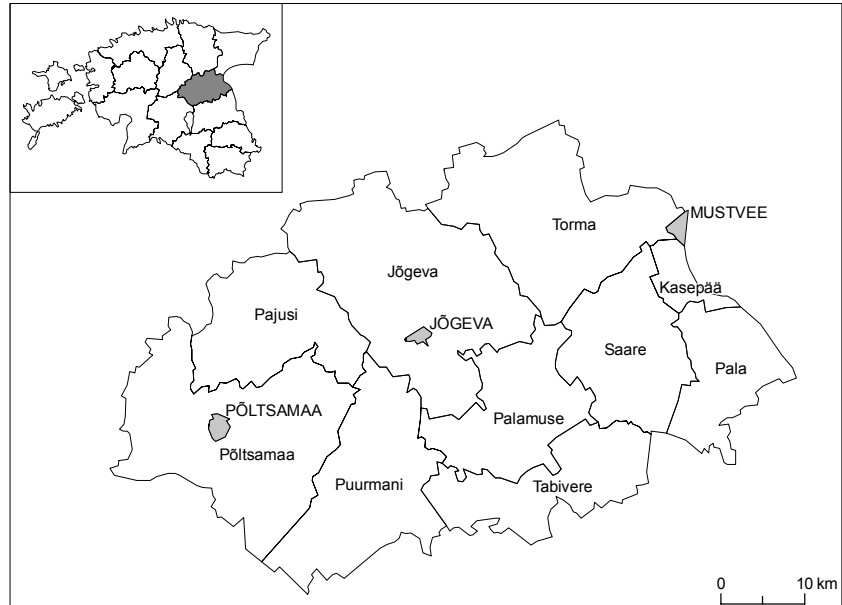 MUSTVEE
Torma
Jõgeva
Kasepää
Pajusi
JÕGEVA
Saare
Pala
PÕLTSAMAA
Palamuse
Põltsamaa
Puurmani
Tabivere
0 10 km